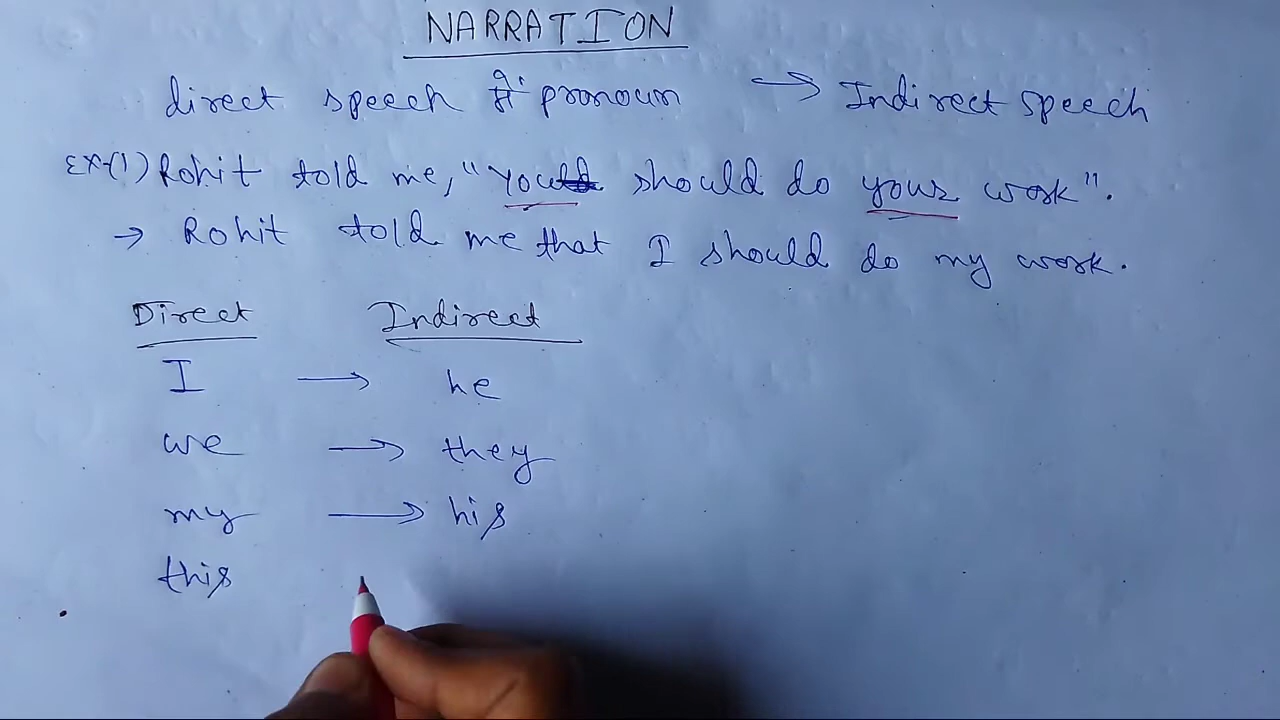 NARRATION
direct speech में pronoun → Indirect speech
Ex-(1) Rohit told me, "You should do your work".
→ Rohit told me that I should do my work.
Direct Indirect
I → he
we → they
my → his
this